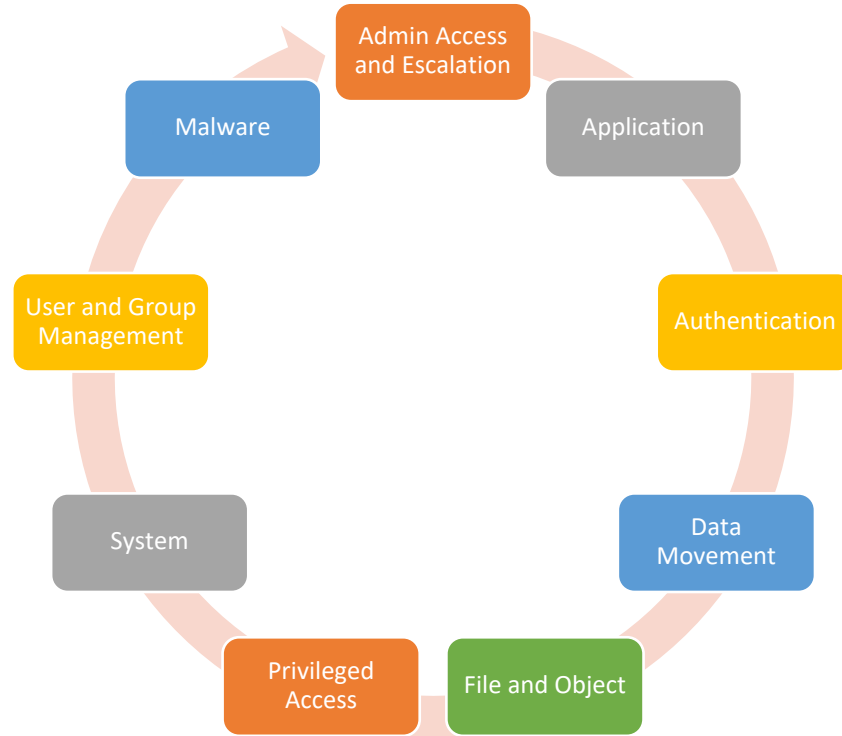 Admin Access
and Escalation
Application
Authentication
Data
Movement
File and Object
Privileged
Access
System
User and Group
Management
Malware